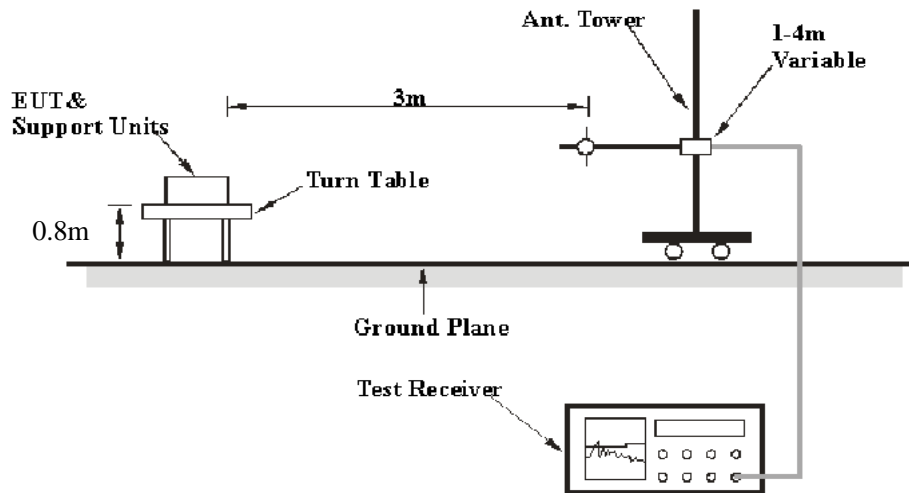 Ant. Tower
1-4m
Variable
3m
EUT&
Support Units
Turn Table
0.8m
Ground Plane
Test Receiver